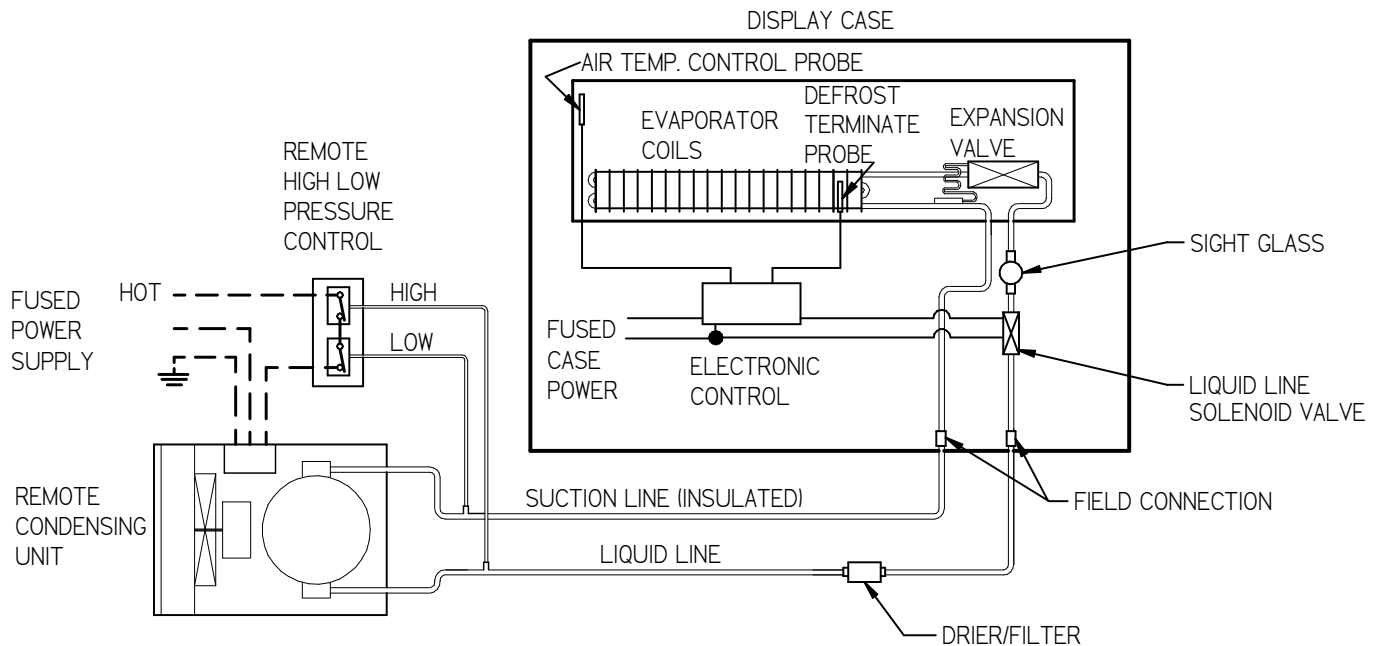 DISPLAY CASE
AIR TEMP. CONTROL PROBE
DEFROST
TERMINATE
PROBE
EVAPORATOR
COILS
EXPANSION
VALVE
REMOTE
HIGH LOW
PRESSURE
CONTROL
SIGHT GLASS
HOT
HIGH
FUSED
POWER
SUPPLY
LOW
FUSED
CASE
POWER
ELECTRONIC
CONTROL
LIQUID LINE
SOLENOID VALVE
REMOTE
CONDENSING
UNIT
SUCTION LINE (INSULATED)
FIELD CONNECTION
LIQUID LINE
DRIER/FILTER